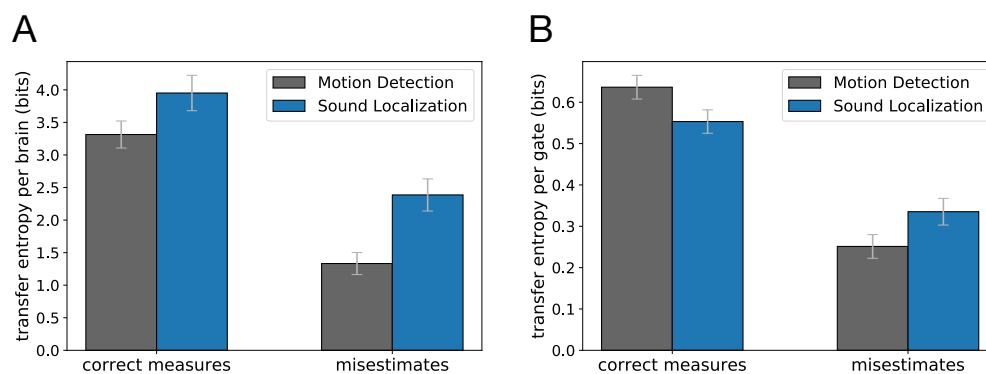 A
transfer entropy per brain (bits)
4.0
3.5
3.0
2.5
2.0
1.5
1.0
0.5
0.0
Motion Detection
Sound Localization
correct measures
misestimates
B
transfer entropy per gate (bits)
0.6
0.5
0.4
0.3
0.2
0.1
0.0
Motion Detection
Sound Localization
correct measures
misestimates